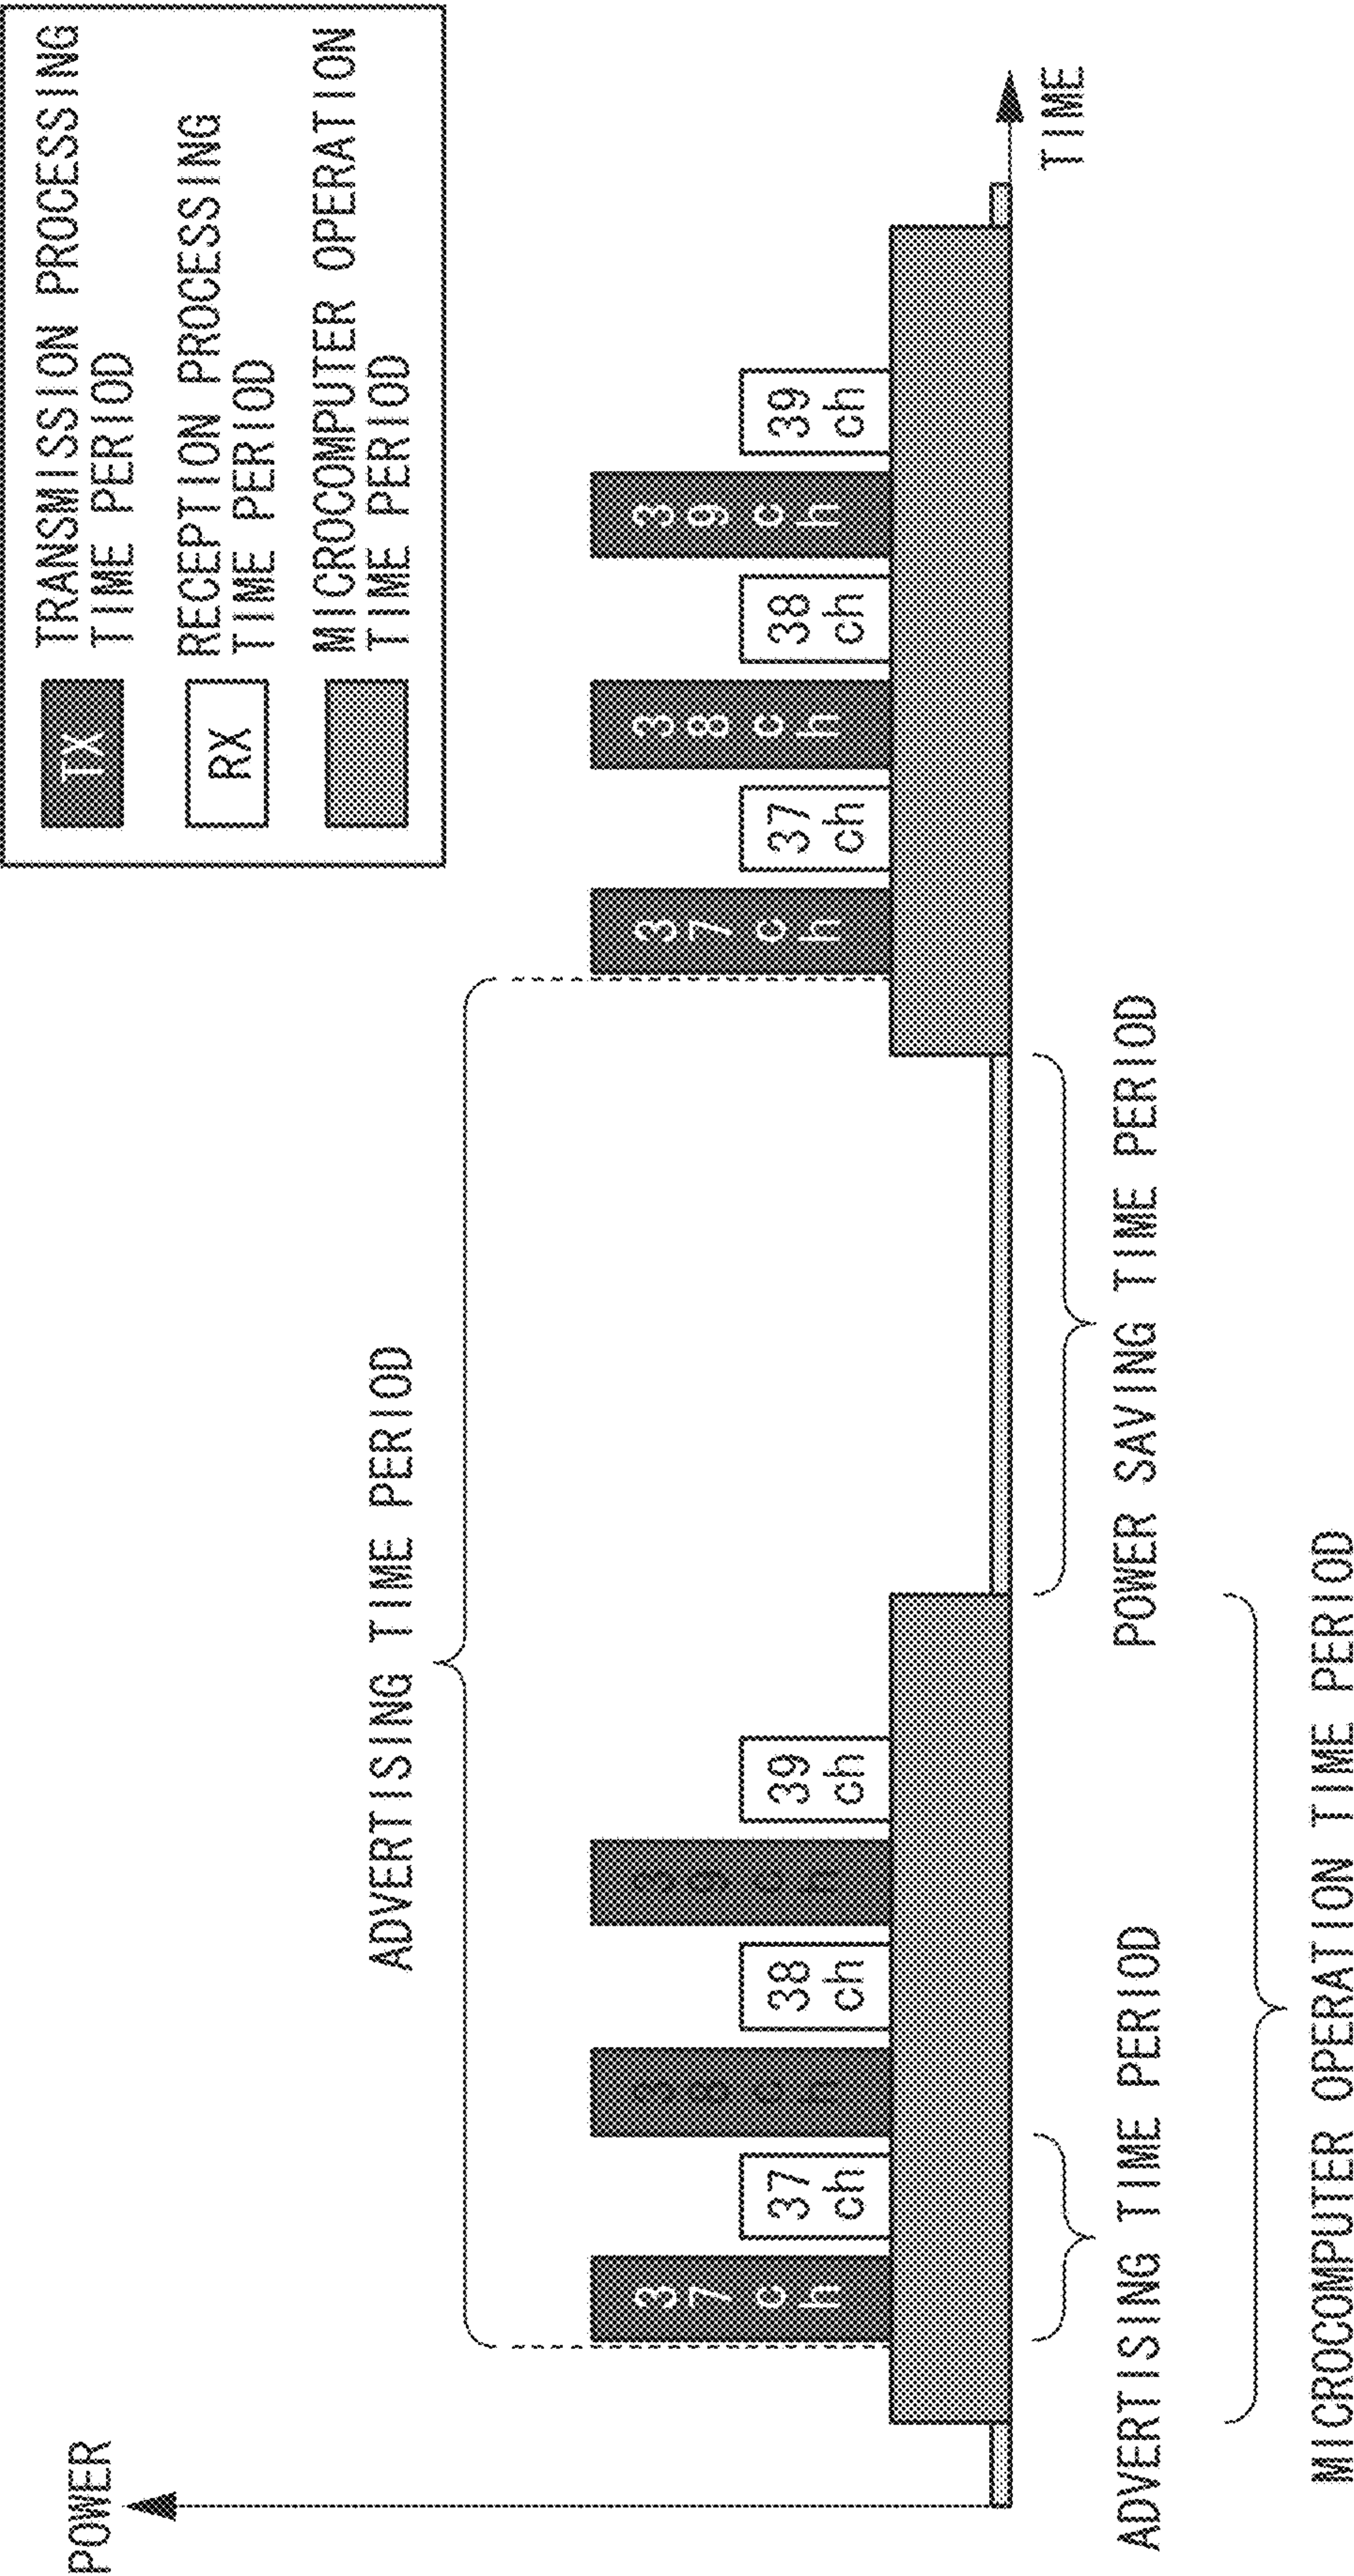 POWER
TX
TRANSMISSION PROCESSING
TIME PERIOD
RX
RECEPTION PROCESSING
TIME PERIOD
MICROCOMPUTER OPERATION
TIME PERIOD
ADVERTISING TIME PERIOD
37
ch
37
ch
38
ch
39
ch
37
ch
37
ch
38
ch
38
ch
39
ch
39
ch
TIME
ADVERTISING TIME PERIOD
POWER SAVING TIME PERIOD
MICROCOMPUTER OPERATION TIME PERIOD